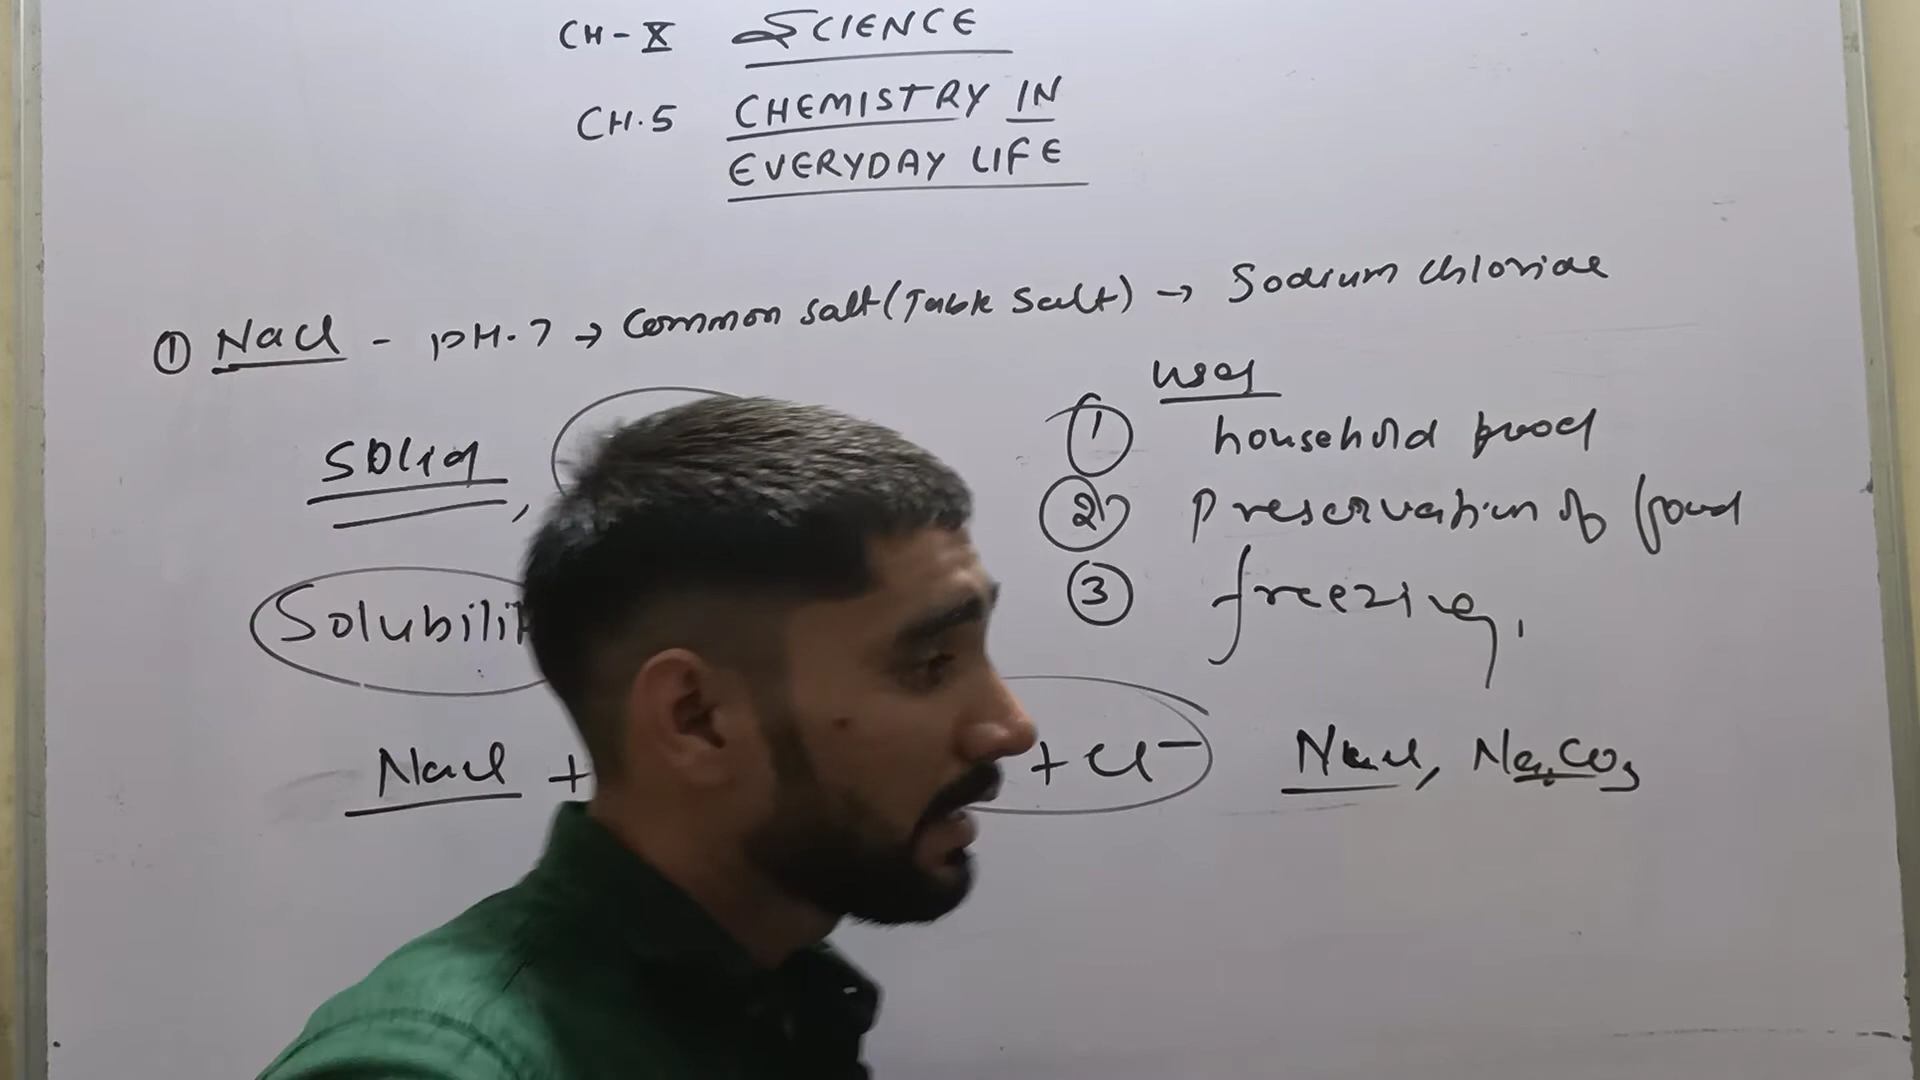 CH-X SCIENCE
CH.5 CHEMISTRY IN
EVERYDAY LIFE
① NaCl - PH-7 → Common salt (Table Salt) → Sodium chloride
uses
Solid,
① household food
② Preservation of food
③ freezing,
Solubili
NaCl +
+ Cl⁻
NaCl, Na₂CO₃